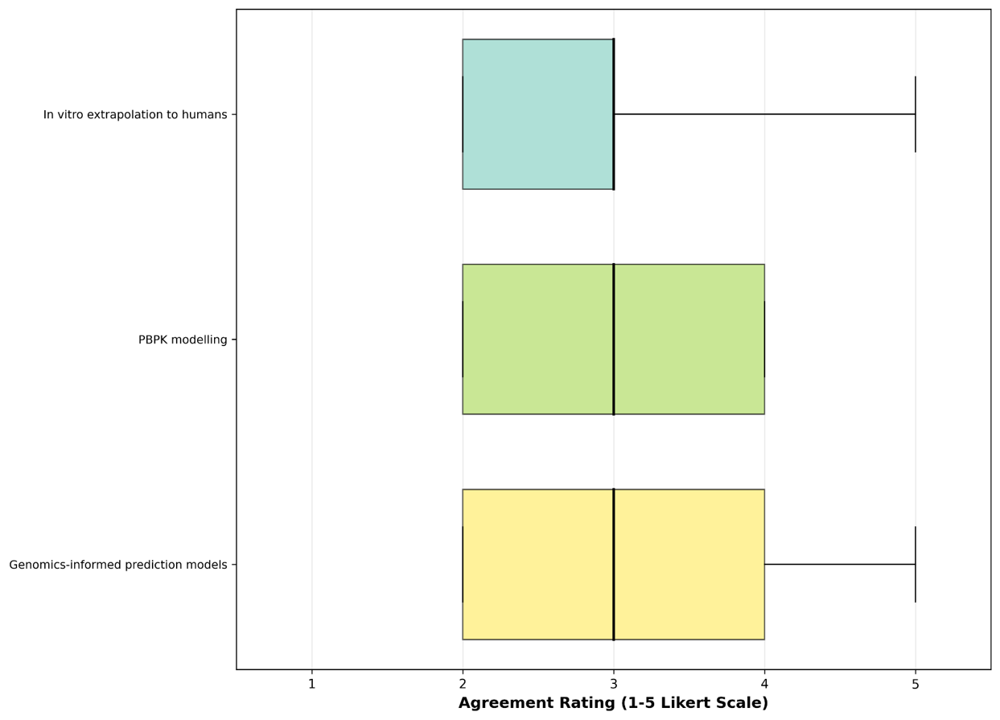 In vitro extrapolation to humans
PBPK modelling
Genomics-informed prediction models
1 2 3 4 5
Agreement Rating (1-5 Likert Scale)